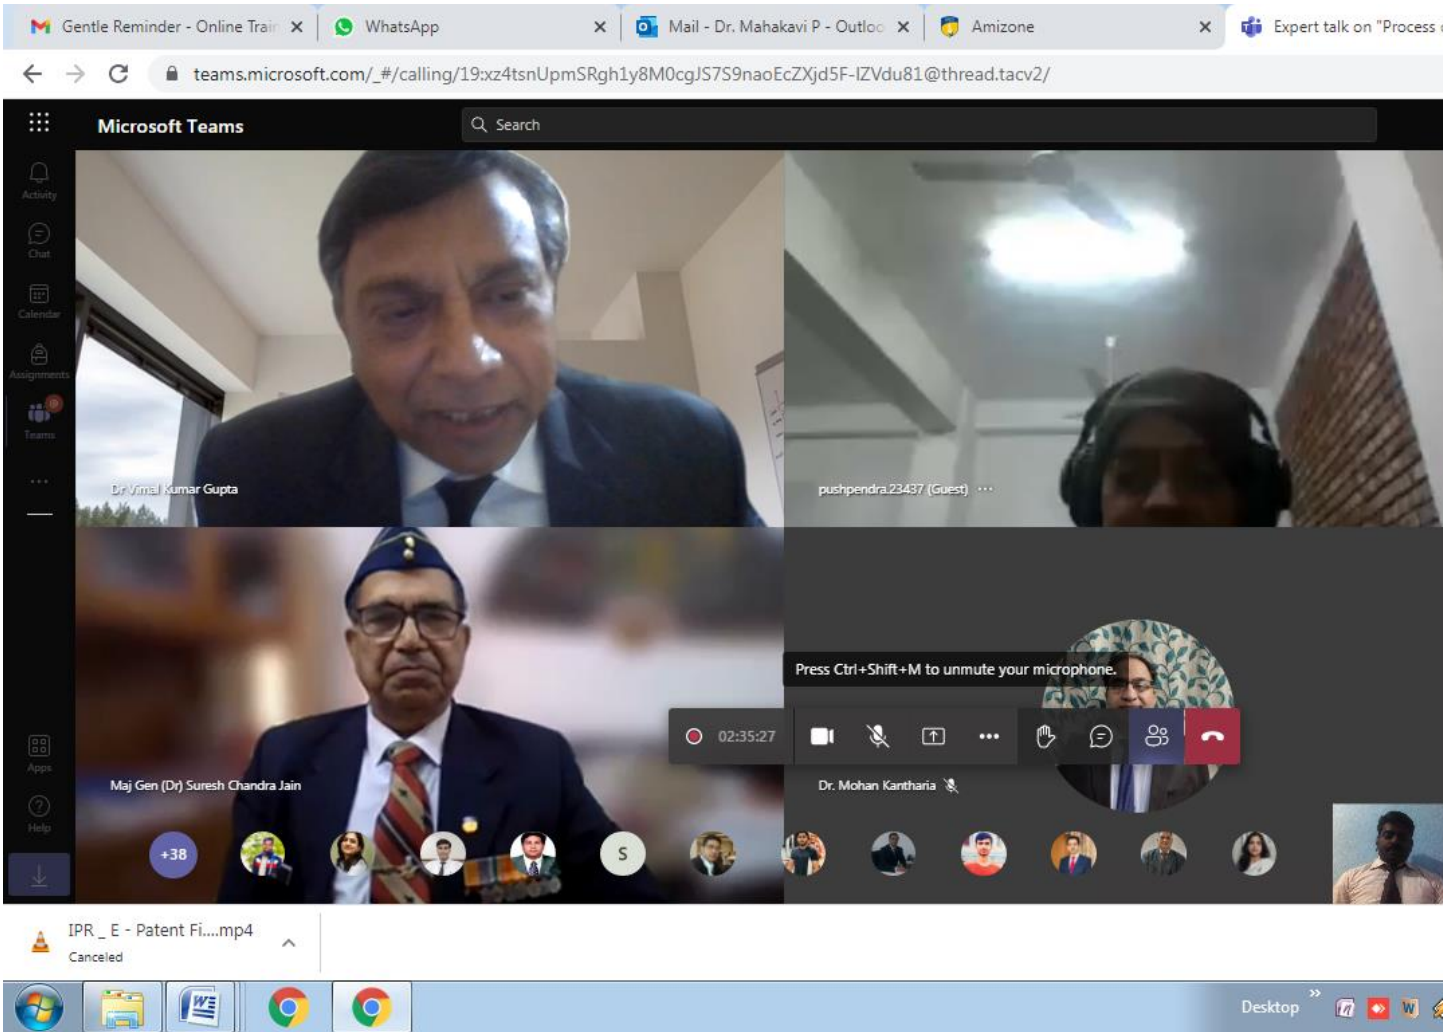 Gentle Reminder - Online Train
WhatsApp
Mail - Dr. Mahakavi P - Outloo
Amizone
Expert talk on "Process
teams.microsoft.com/_#/calling/19:xz4tsnUpmSRgh1y8M0cgJS7S9naoEcZXjd5F-IZVdu81@thread.tacv2/
Microsoft Teams
Search
Activity
Chat
Calendar
Assignments
Teams
Dr Vimal Kumar Gupta
pushpendra.23437 (Guest) ···
Press Ctrl+Shift+M to unmute your microphone.
02:35:27
Maj Gen (Dr) Suresh Chandra Jain
Dr. Mohan Kantharia
Apps
Help
+38
S
IPR _ E - Patent Fi....mp4
Canceled
Desktop